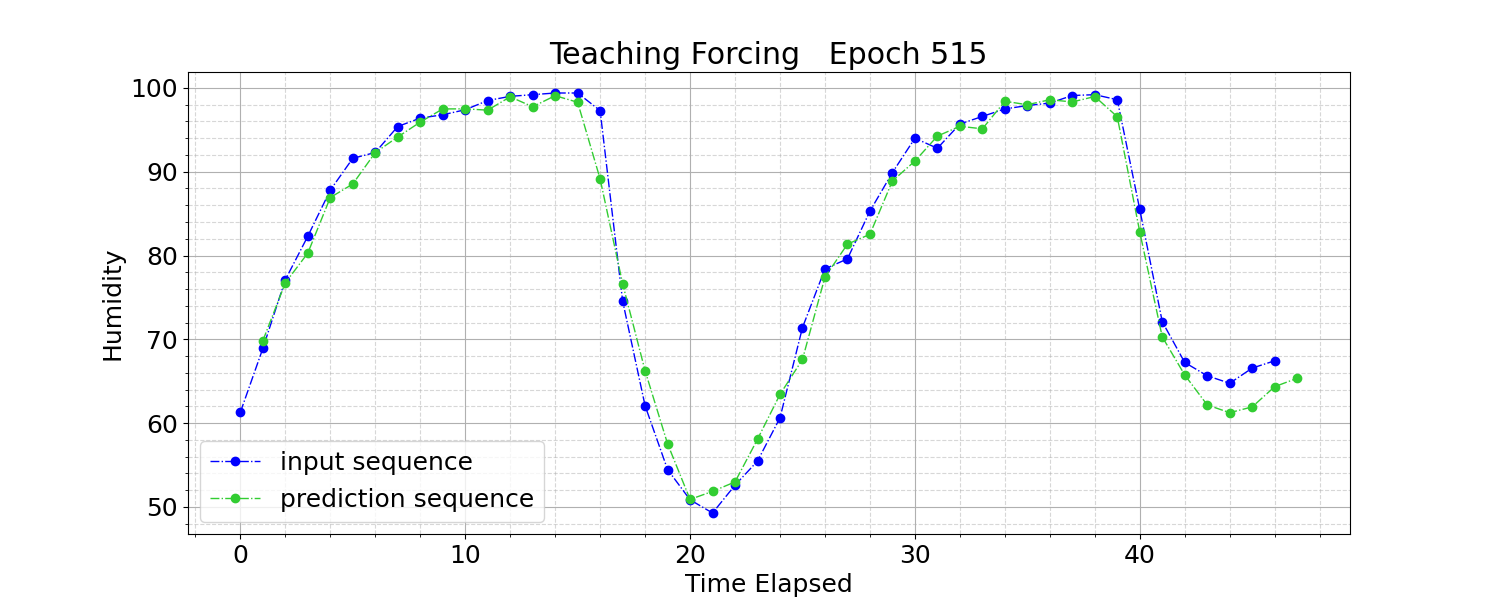 Teaching Forcing   Epoch 515
100
90
80
70
60
50
Humidity
input sequence
prediction sequence
0 10 20 30 40
Time Elapsed